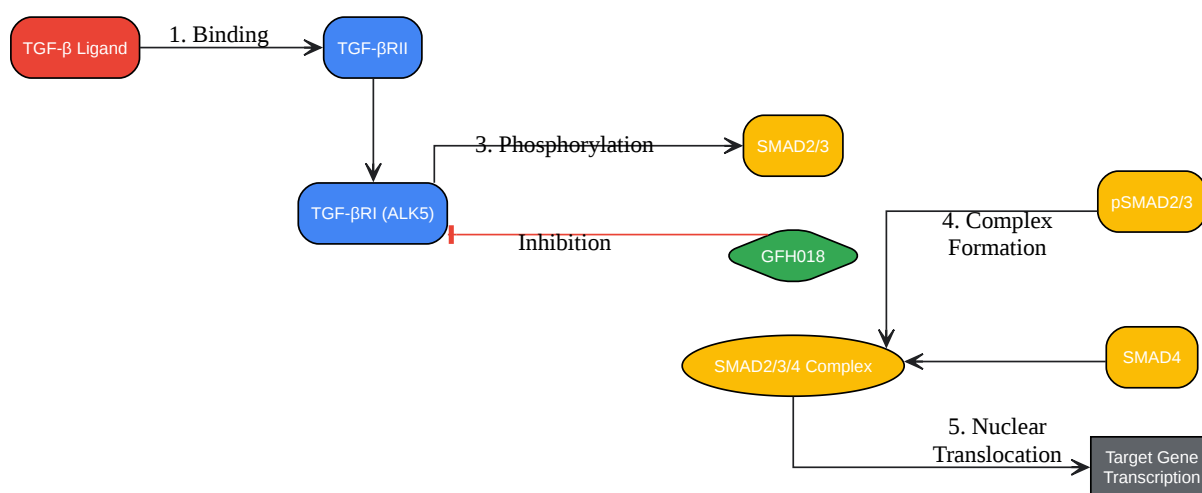 TGF-β Ligand
1. Binding
TGF-βRII
3. Phosphorylation
SMAD2/3
TGF-βRI (ALK5)
pSMAD2/3
4. Complex
Formation
Inhibition
GFH018
SMAD2/3/4 Complex
SMAD4
5. Nuclear
Translocation
Target Gene
Transcription